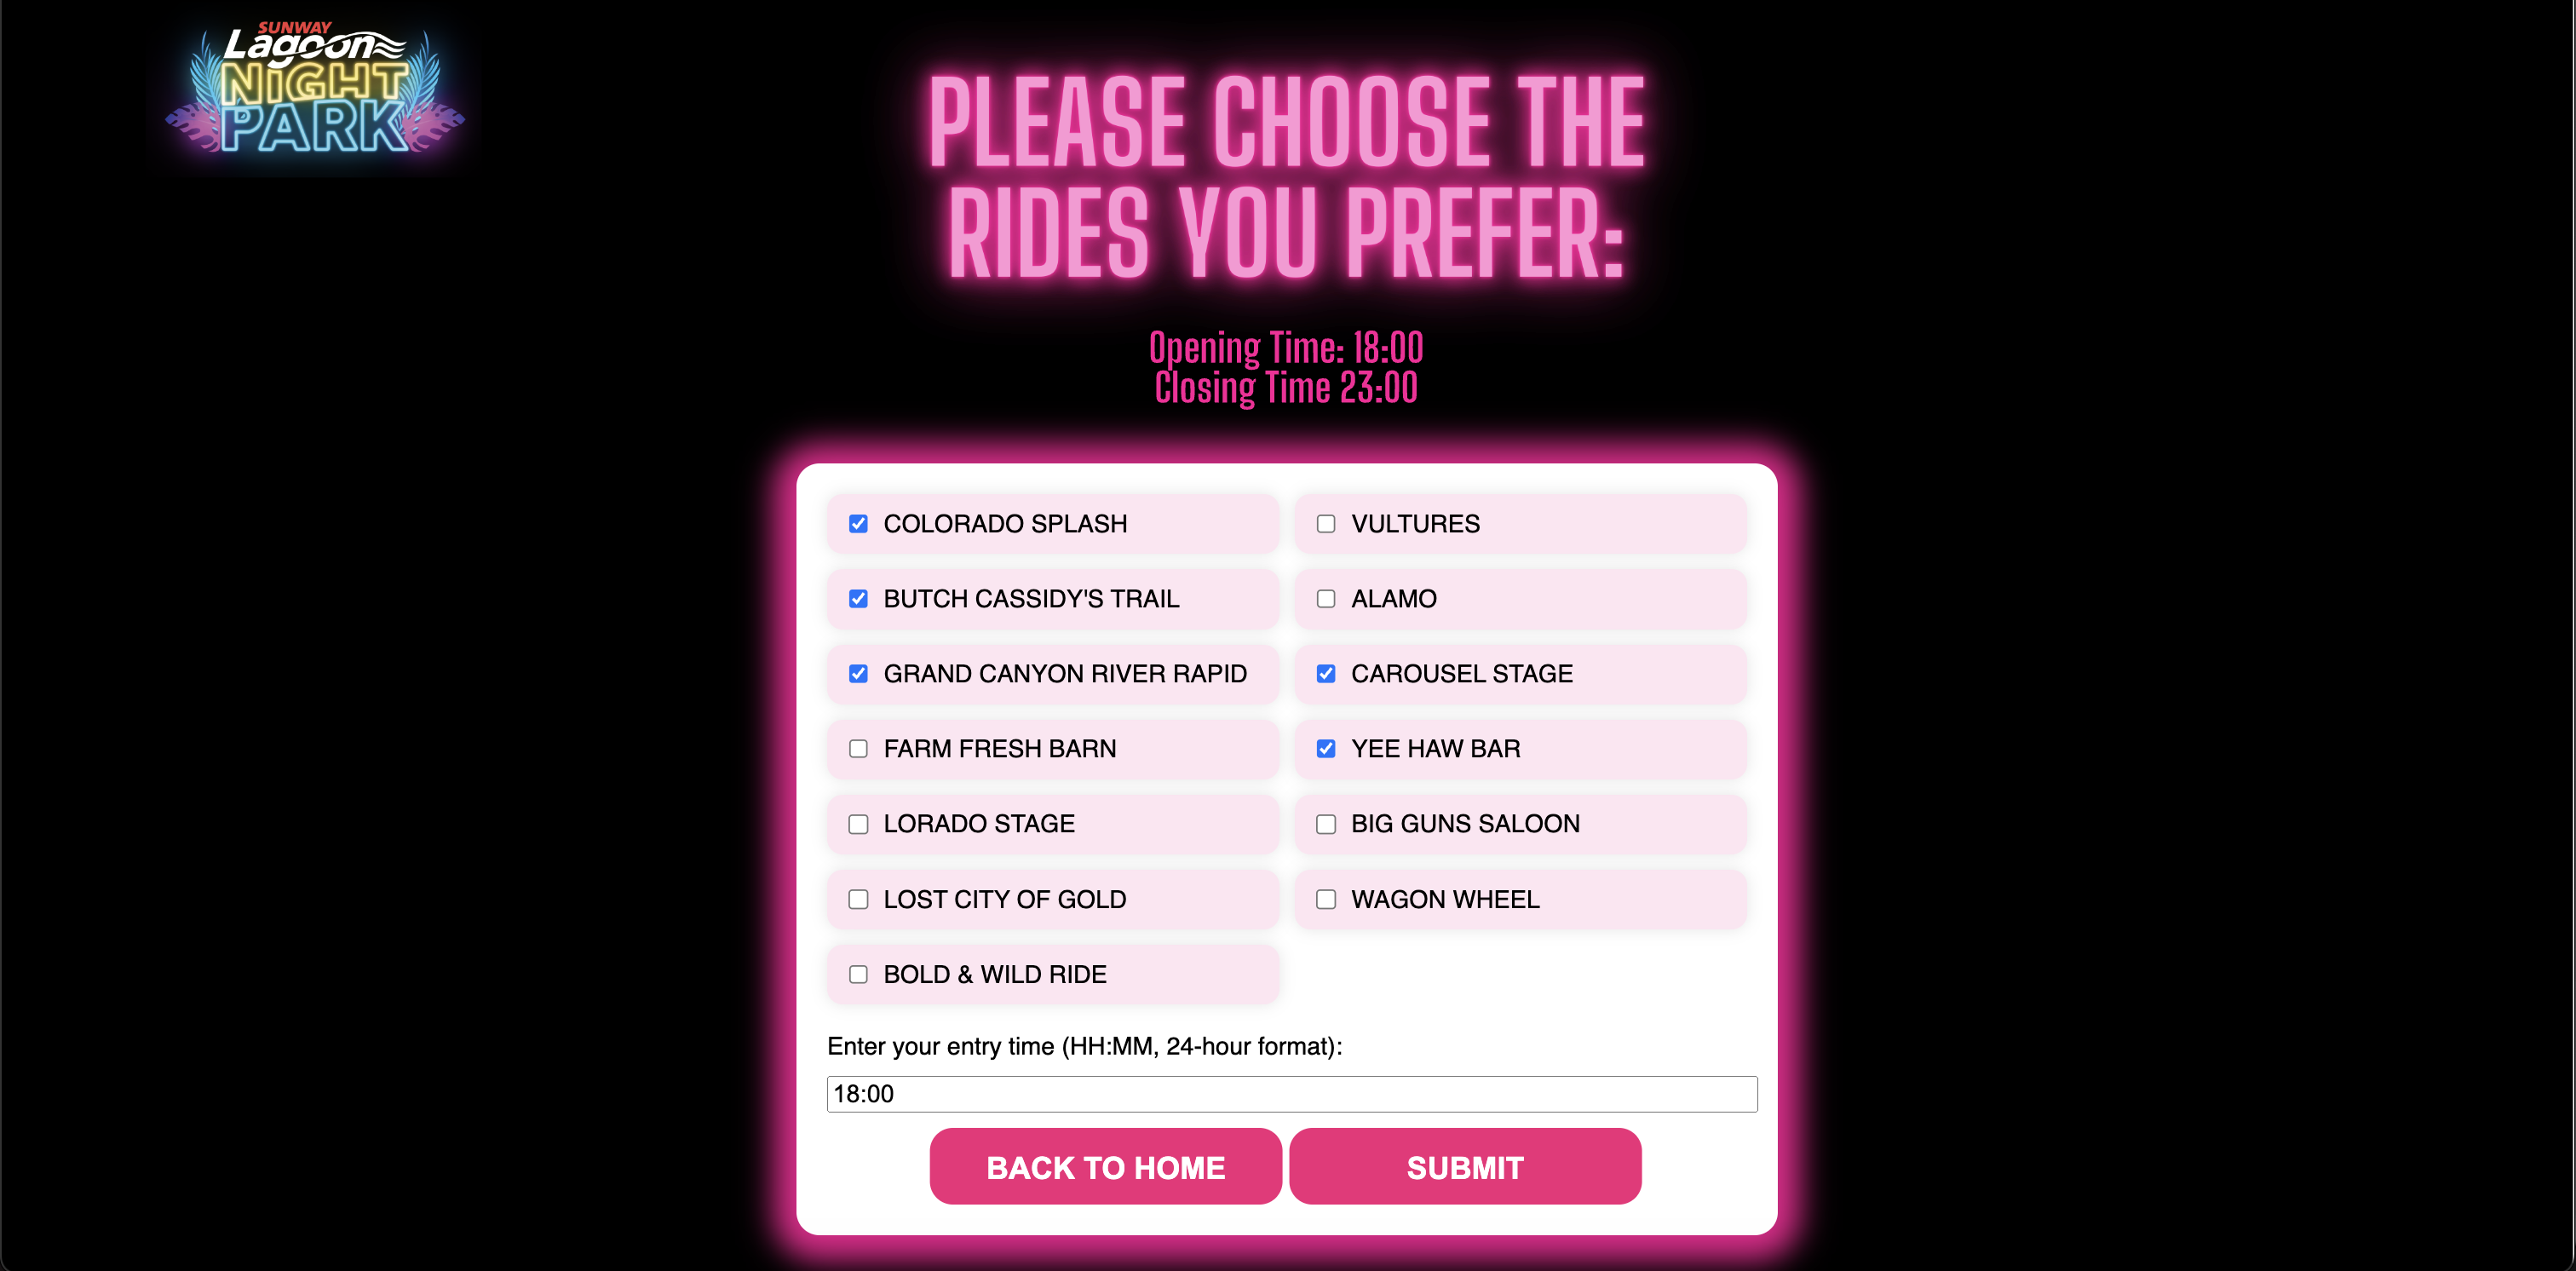 SUNWAY
Lagoon
NIGHT
PARK
PLEASE CHOOSE THE
RIDES YOU PREFER:
Opening Time: 18:00
Closing Time 23:00
COLORADO SPLASH
VULTURES
BUTCH CASSIDY'S TRAIL
ALAMO
GRAND CANYON RIVER RAPID
CAROUSEL STAGE
FARM FRESH BARN
YEE HAW BAR
LORADO STAGE
BIG GUNS SALOON
LOST CITY OF GOLD
WAGON WHEEL
BOLD & WILD RIDE
Enter your entry time (HH:MM, 24-hour format):
18:00
BACK TO HOME
SUBMIT